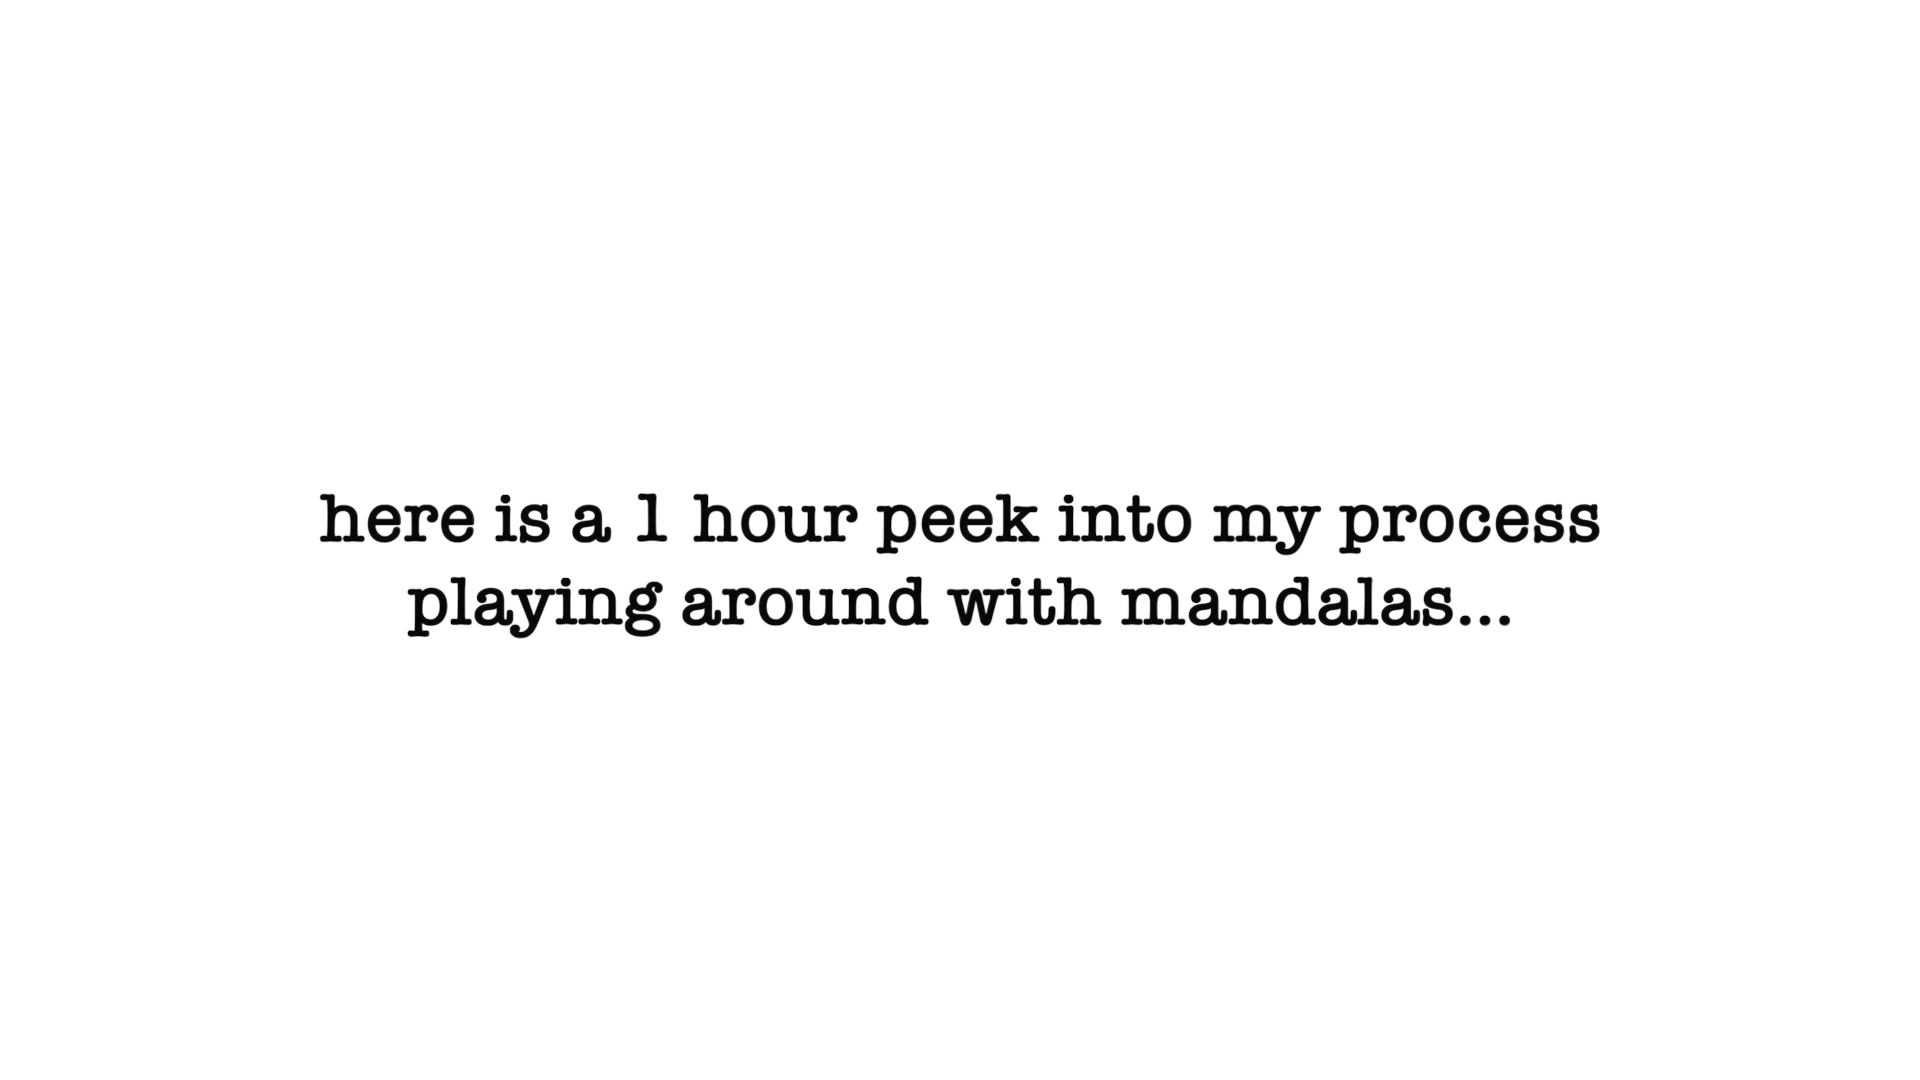 here is a 1 hour peek into my process
playing around with mandalas...